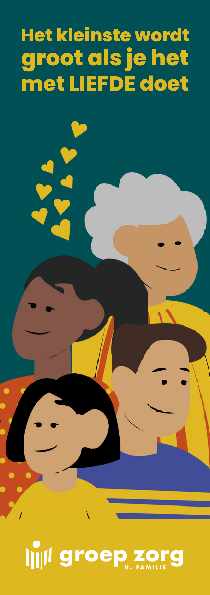 Het kleinste wordt
groot als je het
met LIEFDE doet
groep zorg
H. FAMILIE